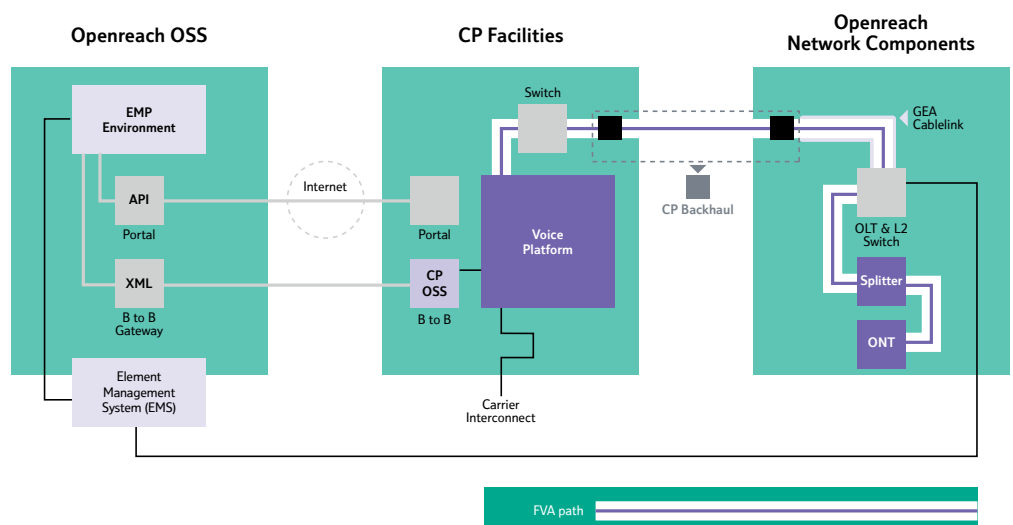 Openreach OSS
CP Facilities
Openreach
Network Components
EMP
Environment
Switch
GEA
Cablelink
API
Portal
Internet
Portal
Voice
Platform
CP Backhaul
OLT & L2
Switch
XML
B to B
Gateway
CP
OSS
B to B
Splitter
ONT
Element
Management
System (EMS)
Carrier
Interconnect
FVA path